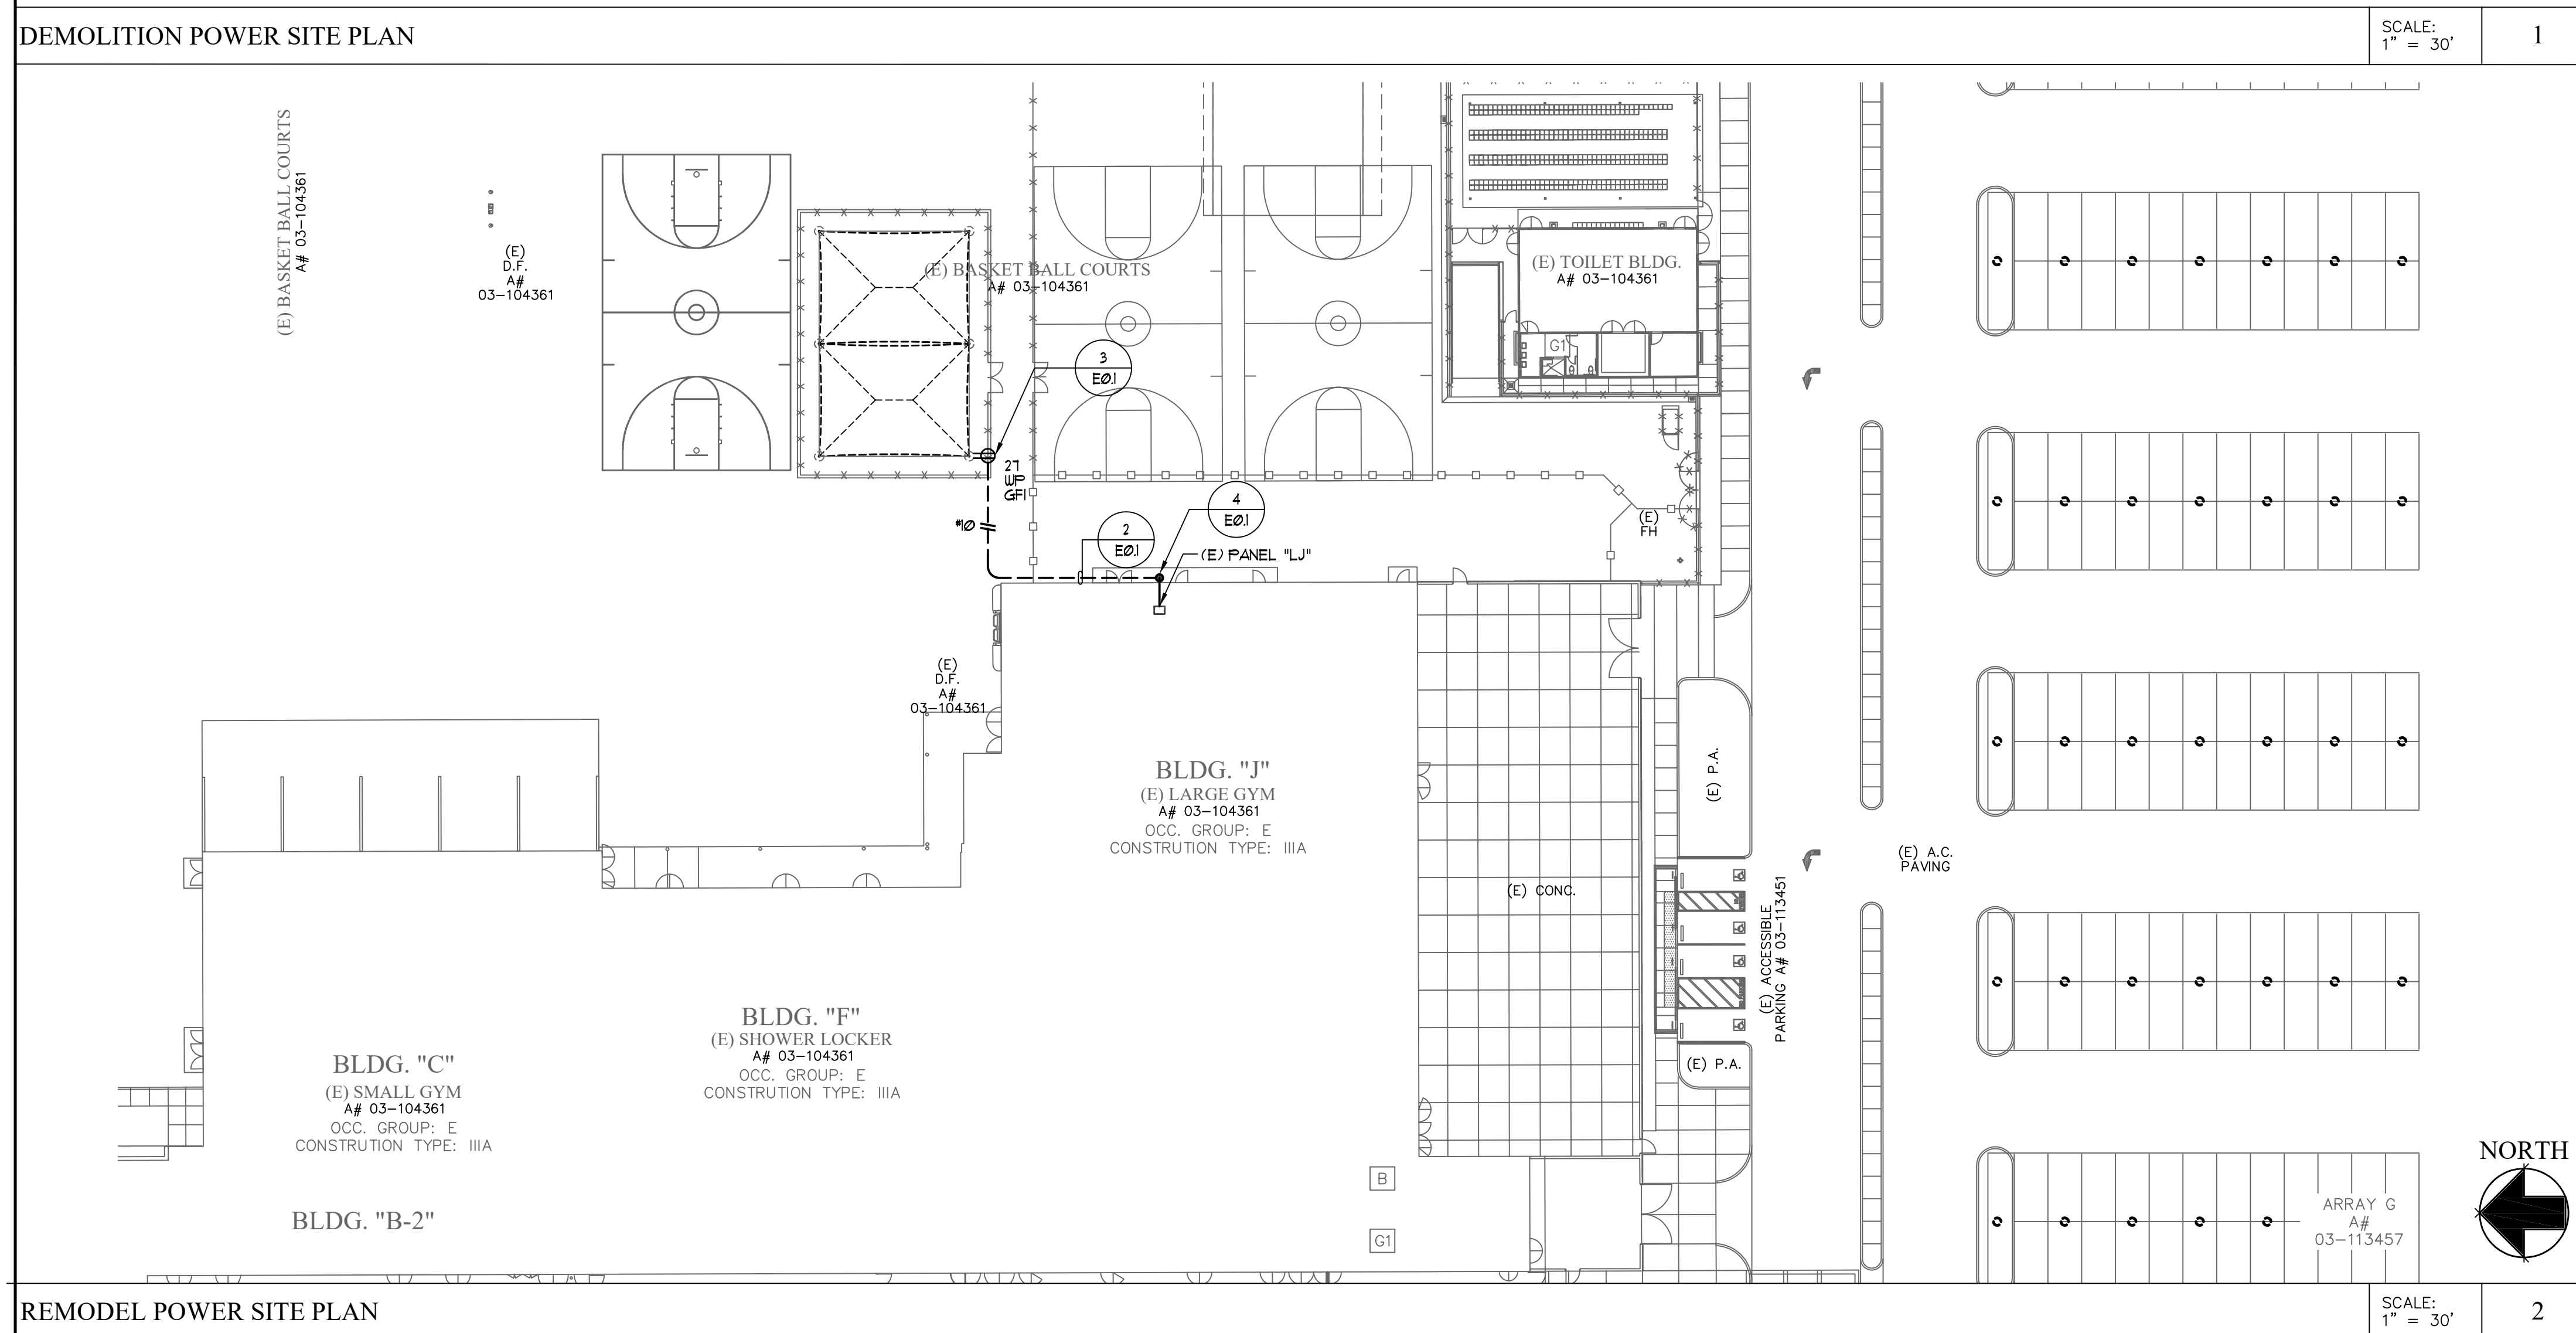 DEMOLITION POWER SITE PLAN
SCALE:
1" = 30'
1
(E) BASKET BALL COURTS
A# 03-104361
(E)
D.F.
A#
03-104361
(E) BASKET BALL COURTS
A# 03-104361
(E) TOILET BLDG.
A# 03-104361
G1
3
E0.1
27
WP
GFI
#10
4
E0.1
2
E0.1
(E) PANEL "LJ"
(E)
FH
(E)
D.F.
A#
03-104361
BLDG. "J"
(E) LARGE GYM
A# 03-104361
OCC. GROUP: E
CONSTRUTION TYPE: IIIA
(E) P.A.
(E) CONC.
(E) A.C.
PAVING
(E) ACCESSIBLE
PARKING A# 03-113451
(E) P.A.
BLDG. "F"
(E) SHOWER LOCKER
A# 03-104361
OCC. GROUP: E
CONSTRUTION TYPE: IIIA
BLDG. "C"
(E) SMALL GYM
A# 03-104361
OCC. GROUP: E
CONSTRUTION TYPE: IIIA
BLDG. "B-2"
B
G1
NORTH
ARRAY G
A#
03-113457
REMODEL POWER SITE PLAN
SCALE:
1" = 30'
2